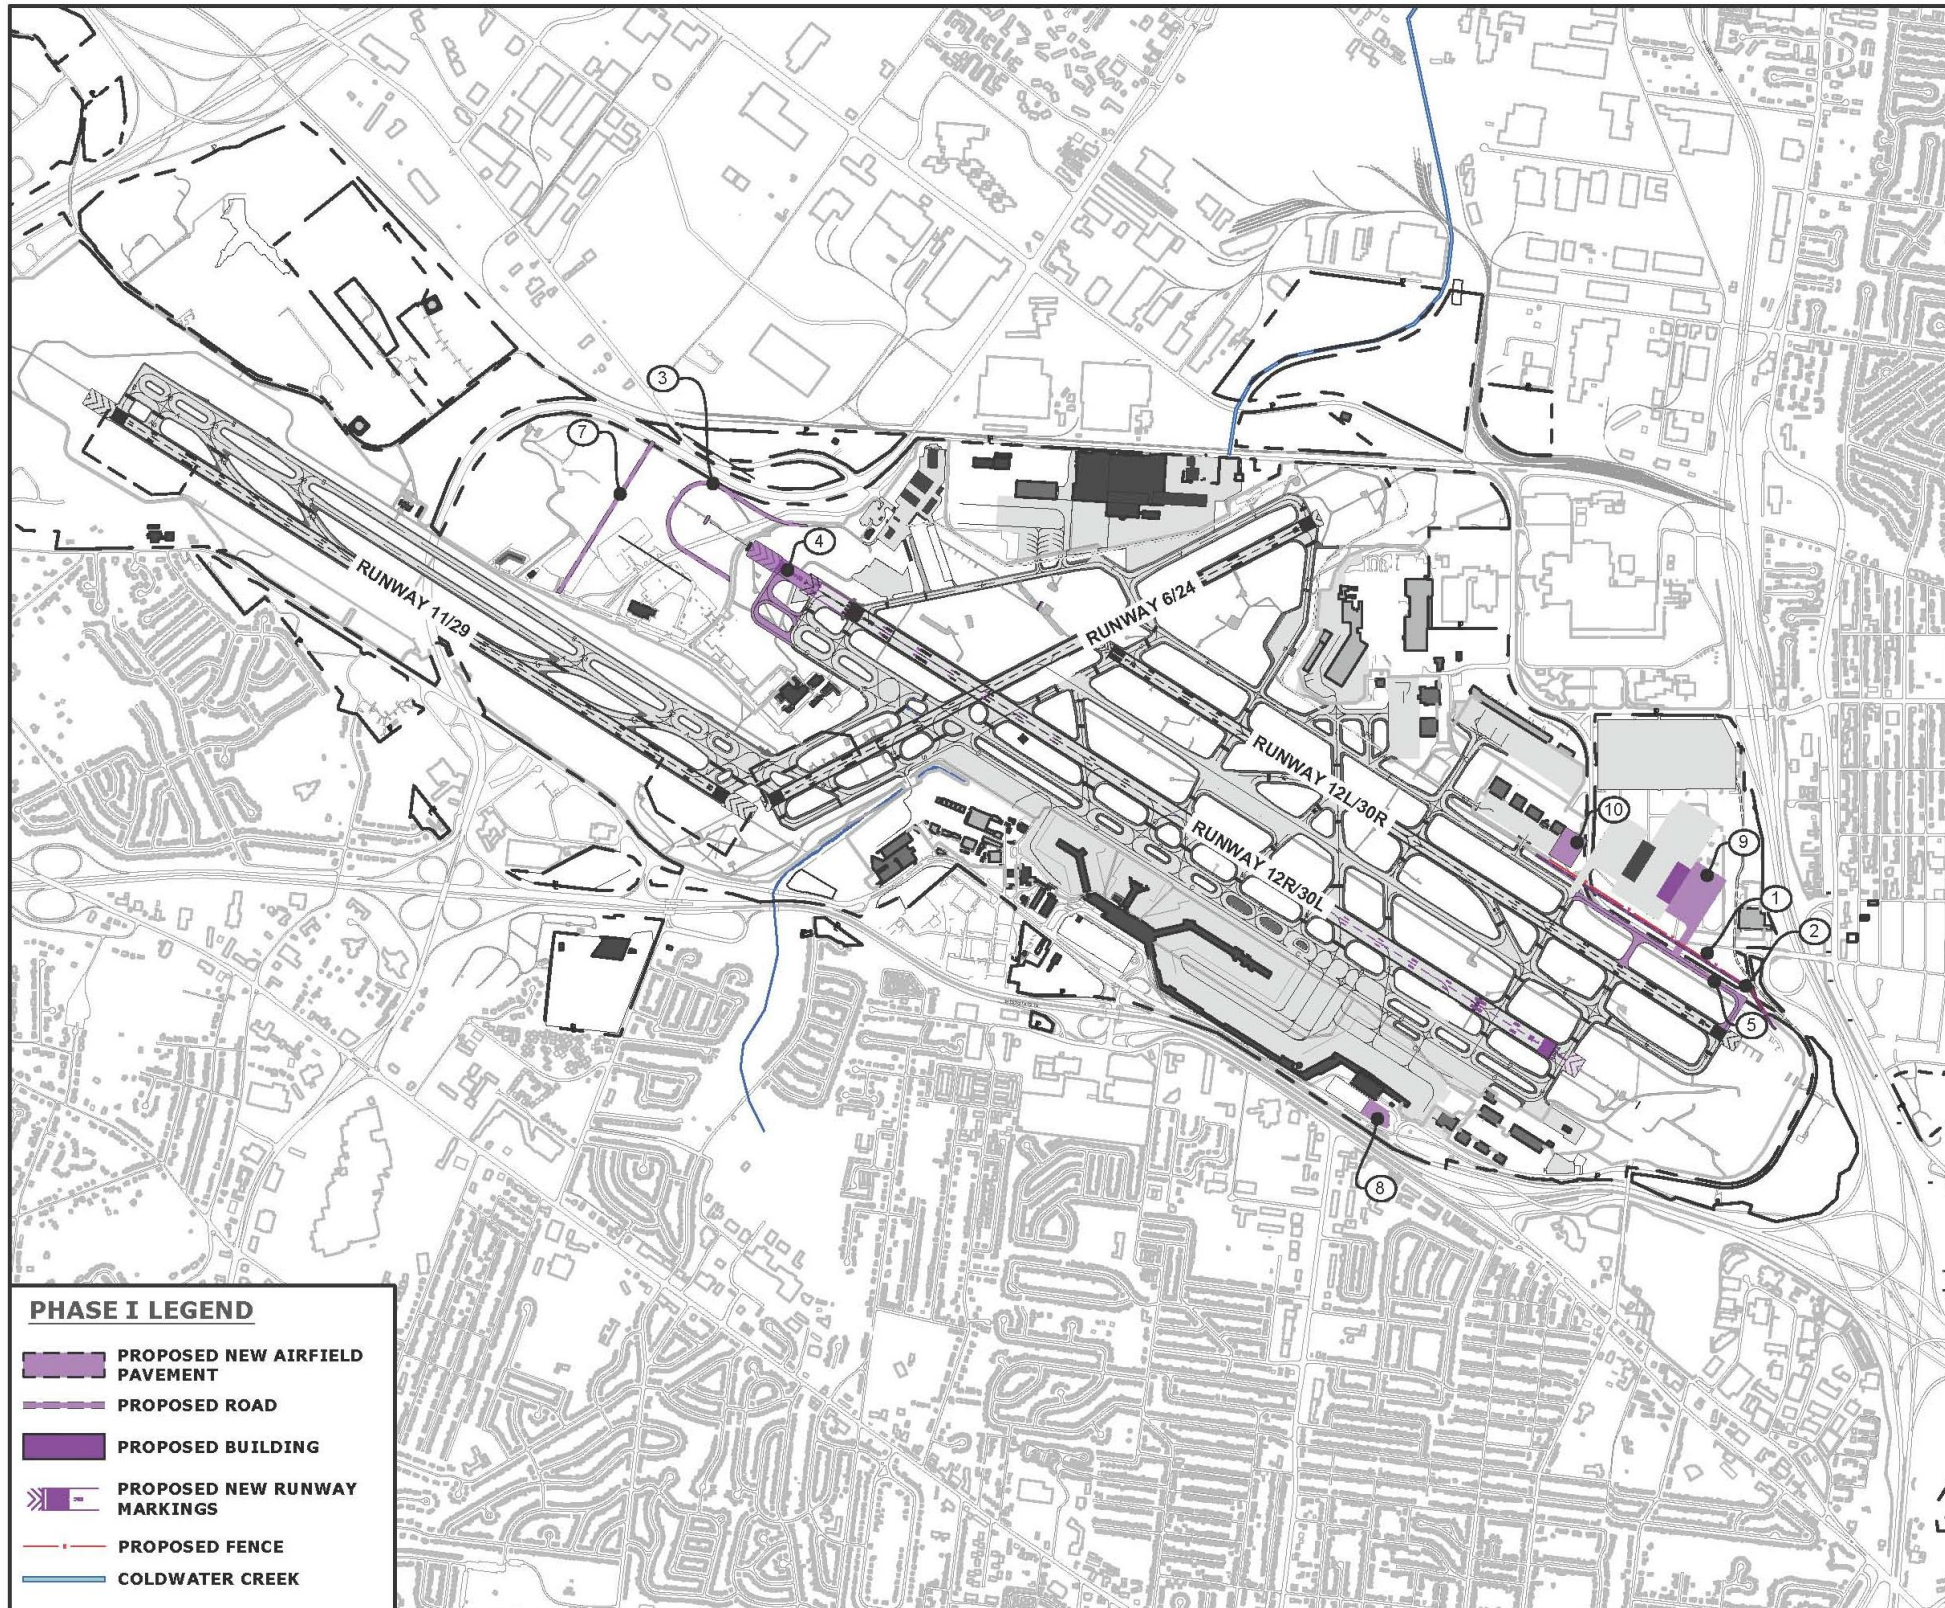 3
7
4
RUNWAY 11/29
RUNWAY 6/24
RUNWAY 12L/30R
RUNWAY 12R/30L
10
9
1
2
5
8
PHASE I LEGEND
PROPOSED NEW AIRFIELD
PAVEMENT
PROPOSED ROAD
PROPOSED BUILDING
PROPOSED NEW RUNWAY
MARKINGS
PROPOSED FENCE
COLDWATER CREEK